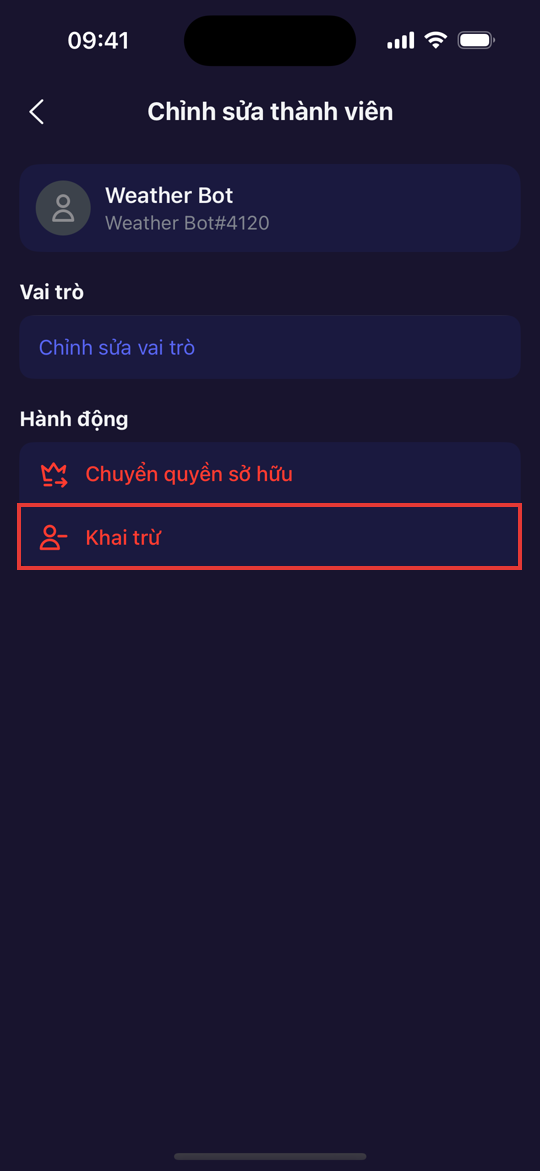 09:41
Chỉnh sửa thành viên
Weather Bot
Weather Bot#4120
Vai trò
Chỉnh sửa vai trò
Hành động
Chuyển quyền sở hữu
Khai trừ